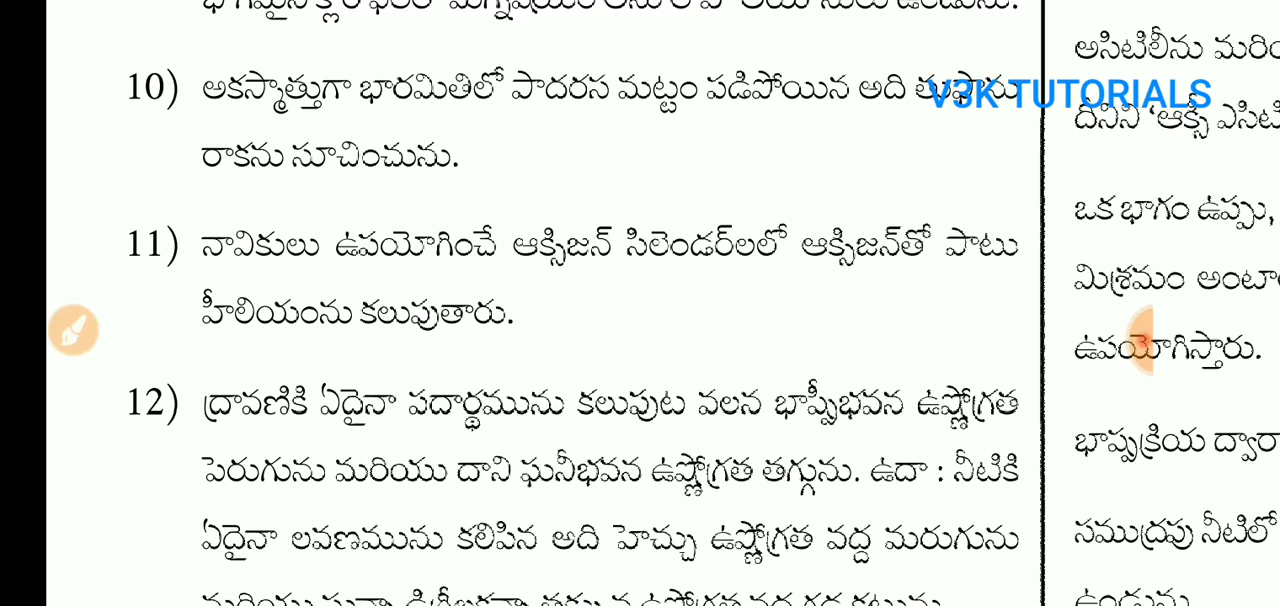 10) అకస్మాత్తుగా భారమితిలో పాదరస మట్టం పడిపోయిన అది తుఫాను
రాకను సూచించును.
11) నావికులు ఉపయోగించే ఆక్సిజన్ సిలెండర్‌లలో ఆక్సిజన్‌తో పాటు
హీలియంను కలుపుతారు.
12) ద్రావణికి ఏదైనా పదార్థమును కలుపుట వలన భాష్పీభవన ఉష్ణోగ్రత
పెరుగును మరియు దాని ఘనీభవన ఉష్ణోగ్రత తగ్గును. ఉదా : నీటికి
ఏదైనా లవణమును కలిపిన అది హెచ్చు ఉష్ణోగ్రత వద్ద మరుగును
V3K TUTORIALS
అసిటిలీను
దీనిని ‘ఆక్సీ
ఒక భాగం ఉప్పు,
మిశ్రమం
ఉపయోగిస్తారు.
భాష్పక్రియ ద్వారా
సముద్రపు నీటిలో